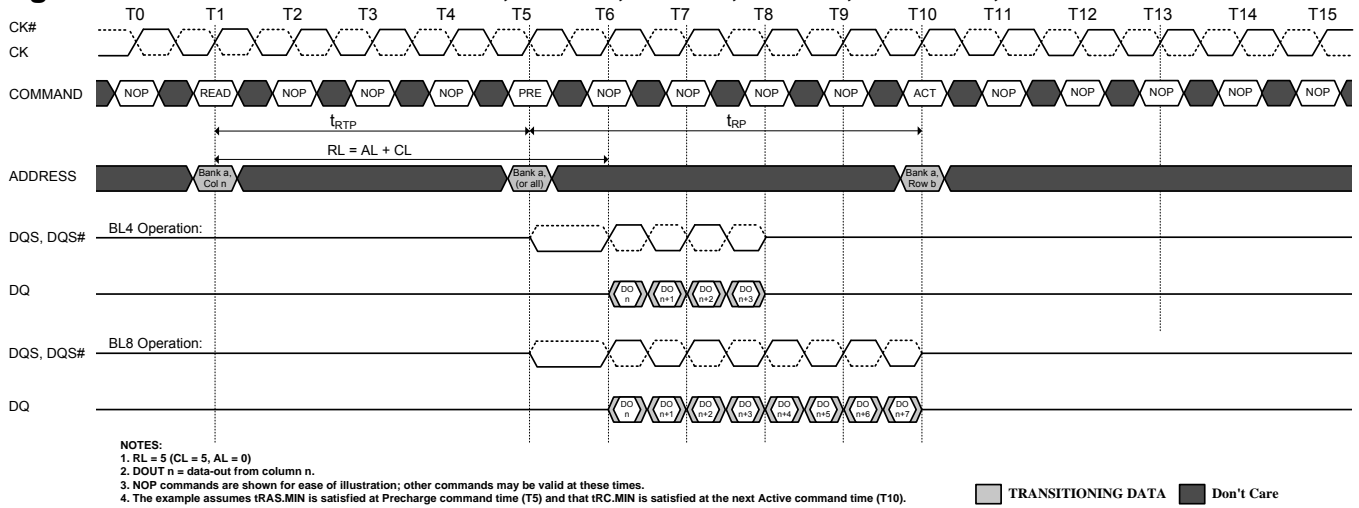 T0 T1 T2 T3 T4 T5 T6 T7 T8 T9 T10 T11 T12 T13 T14 T15
CK#
CK
COMMAND NOP READ NOP NOP NOP PRE NOP NOP NOP NOP ACT NOP NOP NOP NOP NOP
tRTP tRP
RL = AL + CL
ADDRESS Bank a, Col n Bank a, (or all) Bank a, Row b
BL4 Operation:
DQS, DQS#
DQ DO n DO n+1 DO n+2 DO n+3
BL8 Operation:
DQS, DQS#
DQ DO n DO n+1 DO n+2 DO n+3 DO n+4 DO n+5 DO n+6 DO n+7
NOTES:
1. RL = 5 (CL = 5, AL = 0)
2. DOUT n = data-out from column n.
3. NOP commands are shown for ease of illustration; other commands may be valid at these times.
4. The example assumes tRAS.MIN is satisfied at Precharge command time (T5) and that tRC.MIN is satisfied at the next Active command time (T10).
TRANSITIONING DATA Don't Care